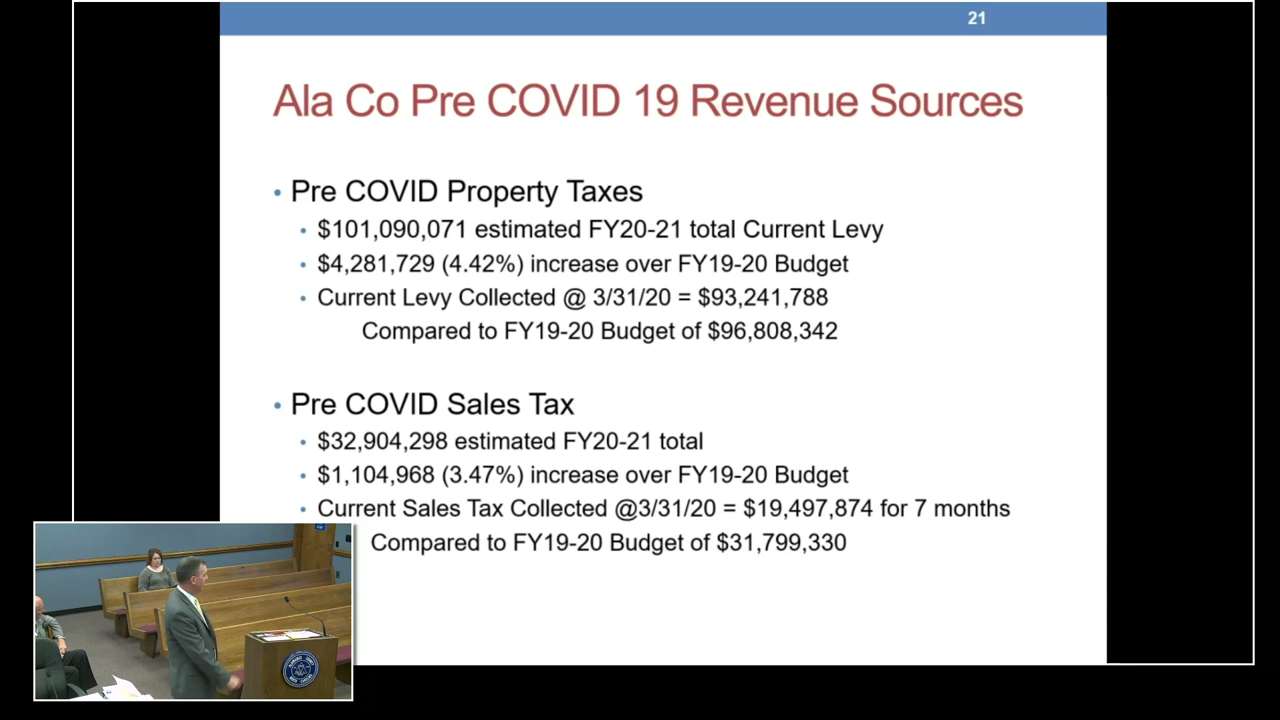 21
Ala Co Pre COVID 19 Revenue Sources
• Pre COVID Property Taxes
• $101,090,071 estimated FY20-21 total Current Levy
• $4,281,729 (4.42%) increase over FY19-20 Budget
• Current Levy Collected @ 3/31/20 = $93,241,788
Compared to FY19-20 Budget of $96,808,342
• Pre COVID Sales Tax
• $32,904,298 estimated FY20-21 total
• $1,104,968 (3.47%) increase over FY19-20 Budget
• Current Sales Tax Collected @3/31/20 = $19,497,874 for 7 months
Compared to FY19-20 Budget of $31,799,330